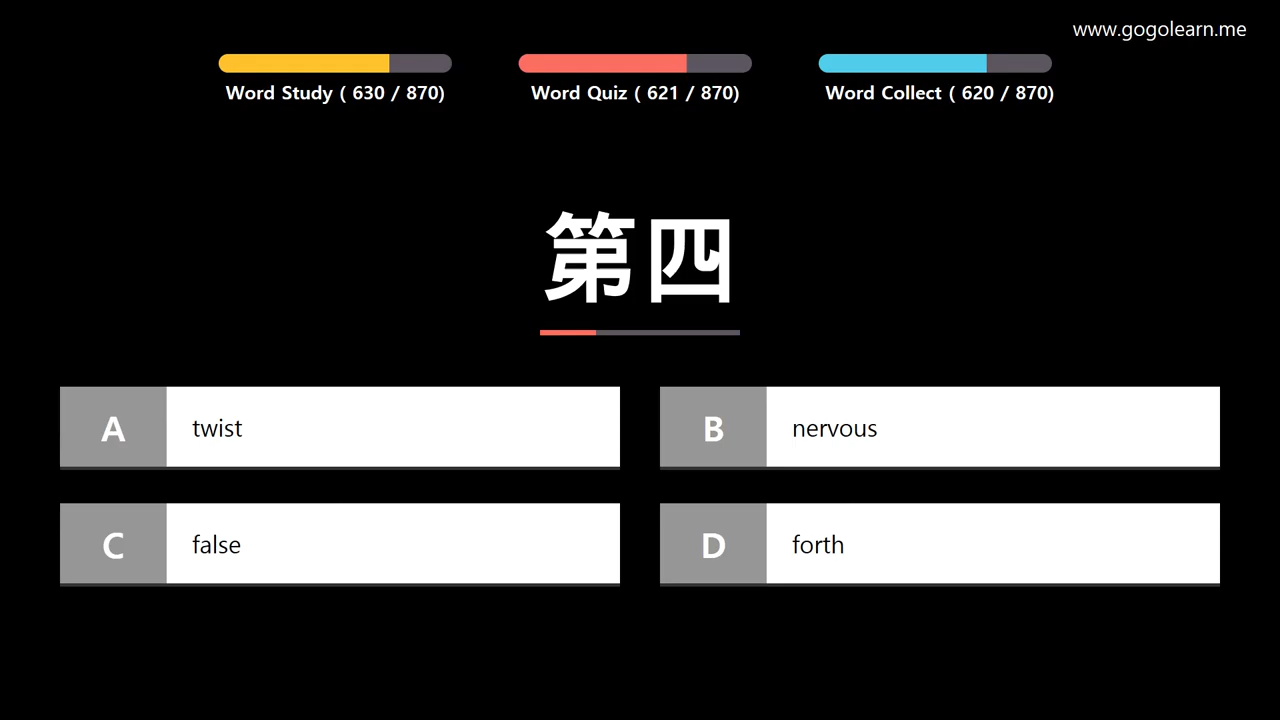 www.gogolearn.me
Word Study ( 630 / 870)
Word Quiz ( 621 / 870)
Word Collect ( 620 / 870)
第四
A twist
B nervous
C false
D forth